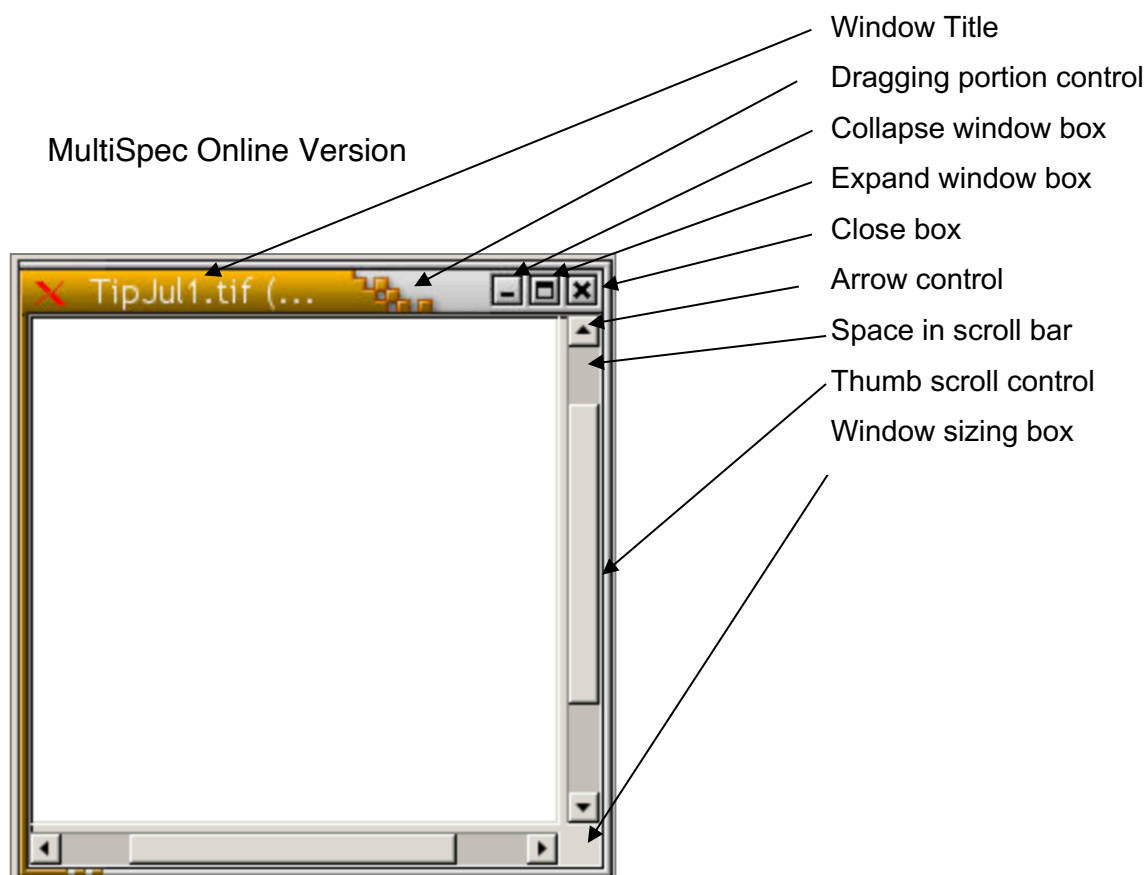 Window Title
Dragging portion control
Collapse window box
MultiSpec Online Version
Expand window box
Close box
Arrow control
TipJul1.tif (...
Space in scroll bar
Thumb scroll control
Window sizing box